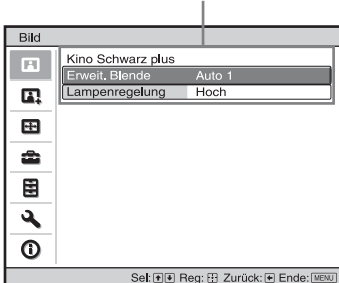 Bild
Kino Schwarz plus
Erweit. Blende Auto 1
Lampenregelung Hoch
Sel: Reg: Zurück: Ende: MENU